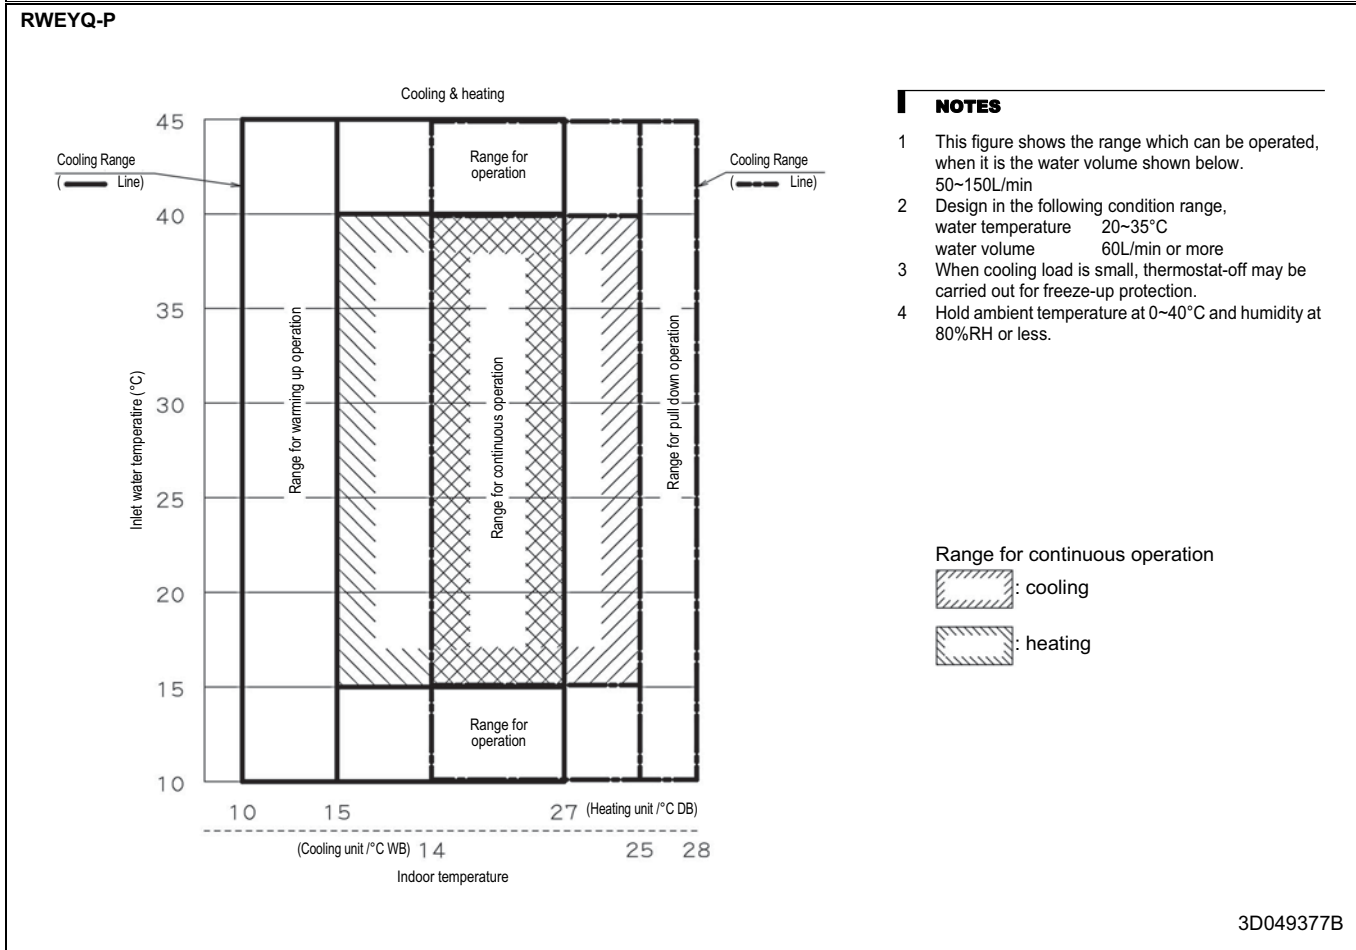 RWEYQ-P
Cooling & heating
45
40
35
30
25
20
15
10
Inlet water temperatire (°C)
Cooling Range
( Line)
Cooling Range
( Line)
Range for
operation
Range for warming up operation
Range for continuous operation
Range for pull down operation
Range for
operation
10 15 27 (Heating unit /°C DB)
(Cooling unit /°C WB) 14 25 28
Indoor temperature
NOTES
1 This figure shows the range which can be operated,
when it is the water volume shown below.
50~150L/min
2 Design in the following condition range,
water temperature 20~35°C
water volume 60L/min or more
3 When cooling load is small, thermostat-off may be
carried out for freeze-up protection.
4 Hold ambient temperature at 0~40°C and humidity at
80%RH or less.
Range for continuous operation
: cooling
: heating
3D049377B